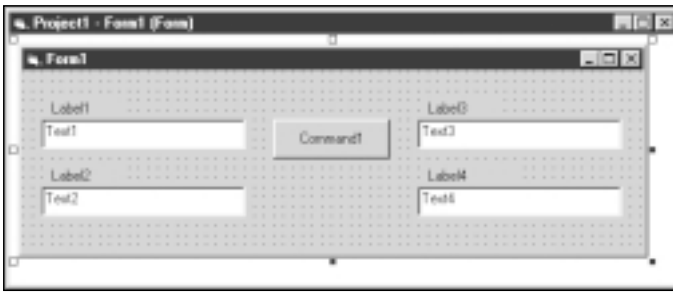 Project1 - Form1 (Form)
Form1
Label1
Text1
Label2
Text2
Command1
Label3
Text3
Label4
Text4